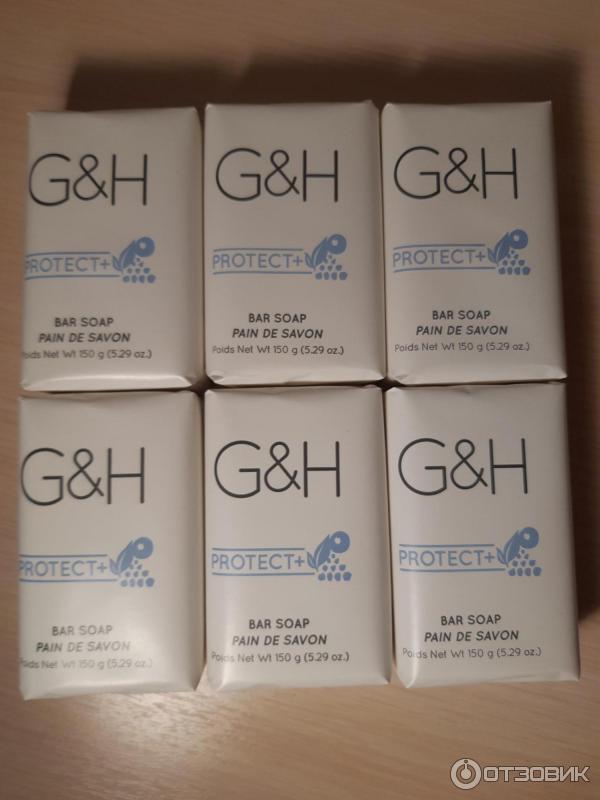 G&H
PROTECT+
BAR SOAP
PAIN DE SAVON
Poids Net Wt 150 g (5.29 oz.)
G&H
PROTECT+
BAR SOAP
PAIN DE SAVON
Poids Net Wt 150 g (5.29 oz.)
G&H
PROTECT+
BAR SOAP
PAIN DE SAVON
Poids Net Wt 150 g (5.29 oz.)
G&H
PROTECT+
BAR SOAP
PAIN DE SAVON
Poids Net Wt 150 g (5.29 oz.)
G&H
PROTECT+
BAR SOAP
PAIN DE SAVON
Poids Net Wt 150 g (5.29 oz.)
G&H
PROTECT+
BAR SOAP
PAIN DE SAVON
Poids Net Wt 150 g (5.29 oz.)
ОТЗОВИК